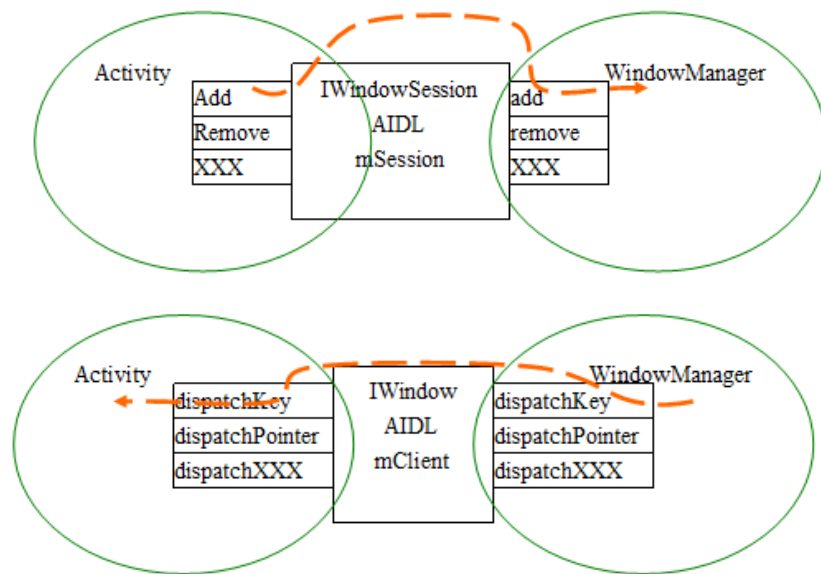 Activity
WindowManager
Add
Remove
XXX
IWindowSession
AIDL
mSession
add
remove
XXX
Activity
WindowManager
dispatchKey
dispatchPointer
dispatchXXX
IWindow
AIDL
mClient
dispatchKey
dispatchPointer
dispatchXXX